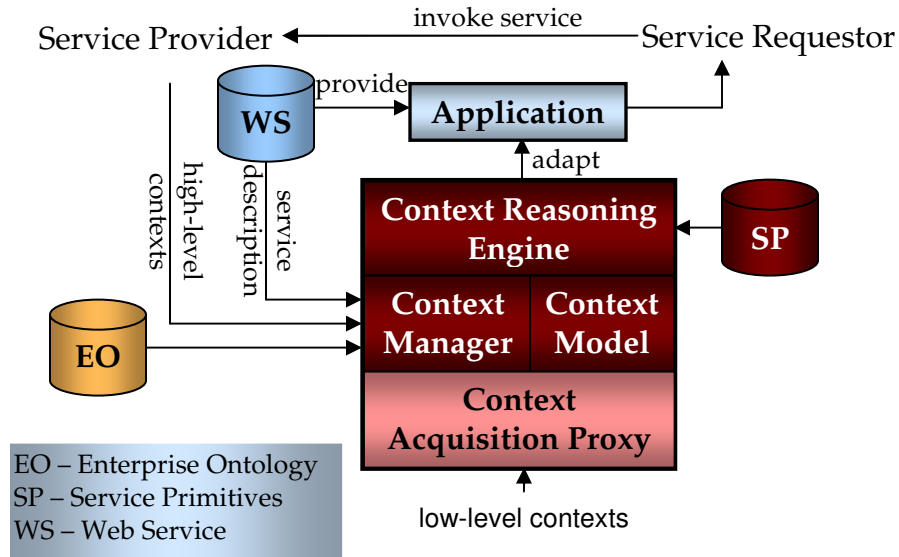 invoke service
Service Provider
Service Requestor
provide
WS
Application
adapt
high-level
contexts
service
description
Context Reasoning
Engine
SP
Context
Manager
Context
Model
EO
Context
Acquisition Proxy
EO – Enterprise Ontology
SP – Service Primitives
WS – Web Service
low-level contexts